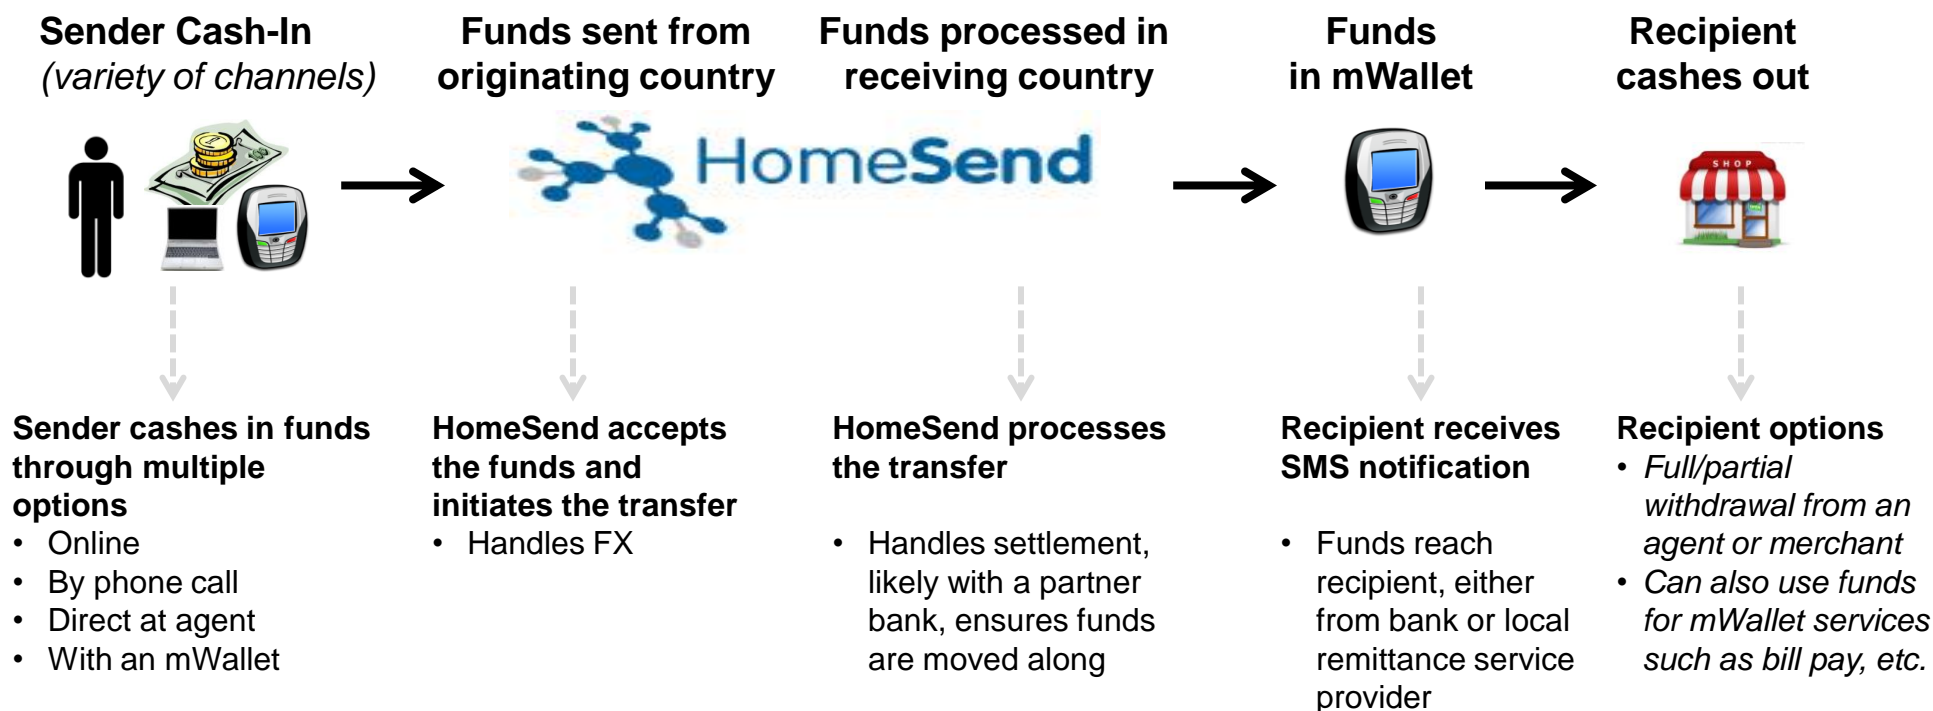 Sender Cash-In
(variety of channels)
Funds sent from
originating country
Funds processed in
receiving country
Funds
in mWallet
Recipient
cashes out
HomeSend
SHOP
Sender cashes in funds
through multiple
options
• Online
• By phone call
• Direct at agent
• With an mWallet
HomeSend accepts
the funds and
initiates the transfer
• Handles FX
HomeSend processes
the transfer
• Handles settlement,
likely with a partner
bank, ensures funds
are moved along
Recipient receives
SMS notification
• Funds reach
recipient, either
from bank or local
remittance service
provider
Recipient options
• Full/partial
withdrawal from an
agent or merchant
• Can also use funds
for mWallet services
such as bill pay, etc.